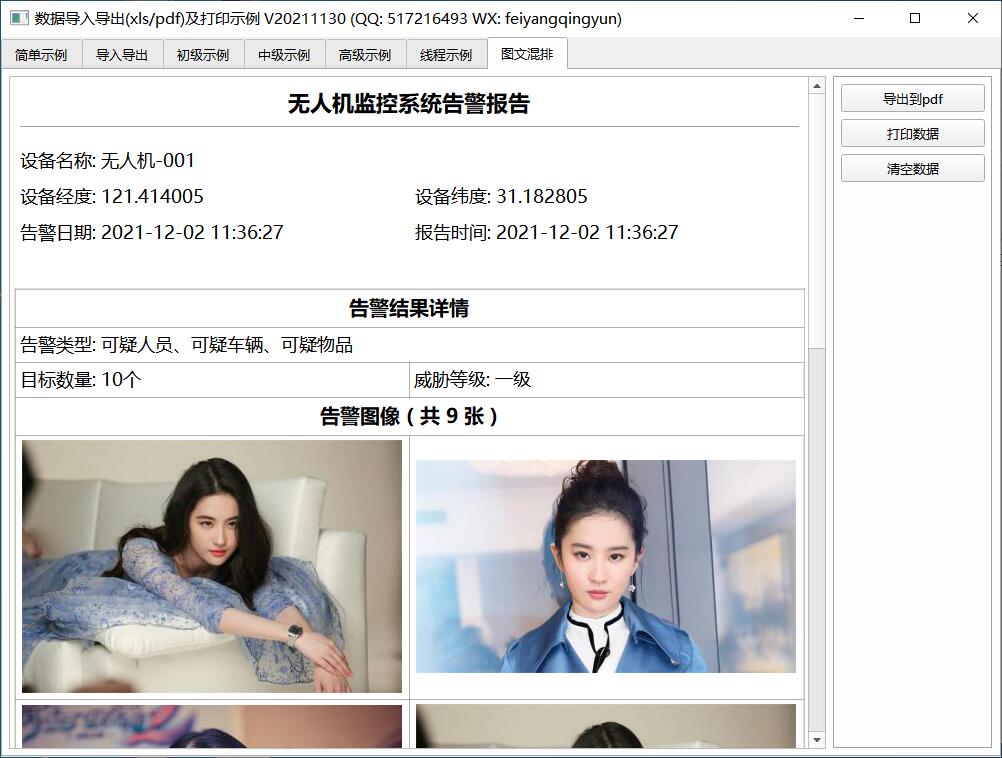 数据导入导出(xls/pdf)及打印示例 V20211130 (QQ: 517216493 WX: feiyangqingyun)
简单示例 导入导出 初级示例 中级示例 高级示例 线程示例 图文混排
无人机监控系统告警报告
设备名称: 无人机-001
设备经度: 121.414005 设备纬度: 31.182805
告警日期: 2021-12-02 11:36:27 报告时间: 2021-12-02 11:36:27
告警结果详情
告警类型: 可疑人员、可疑车辆、可疑物品
目标数量: 10个 威胁等级: 一级
告警图像 ( 共 9 张 )
导出到pdf
打印数据
清空数据